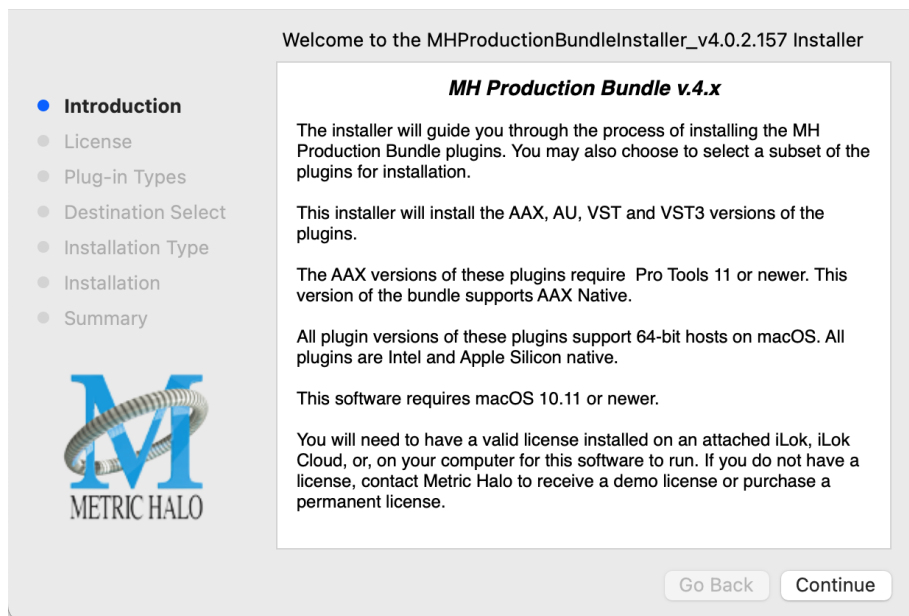 Welcome to the MHProductionBundleInstaller_v4.0.2.157 Installer
Introduction
License
Plug-in Types
Destination Select
Installation Type
Installation
Summary
METRIC HALO
MH Production Bundle v.4.x
The installer will guide you through the process of installing the MH
Production Bundle plugins. You may also choose to select a subset of the
plugins for installation.
This installer will install the AAX, AU, VST and VST3 versions of the
plugins.
The AAX versions of these plugins require  Pro Tools 11 or newer. This
version of the bundle supports AAX Native.
All plugin versions of these plugins support 64-bit hosts on macOS. All
plugins are Intel and Apple Silicon native.
This software requires macOS 10.11 or newer.
You will need to have a valid license installed on an attached iLok, iLok
Cloud, or, on your computer for this software to run. If you do not have a
license, contact Metric Halo to receive a demo license or purchase a
permanent license.
Go Back
Continue